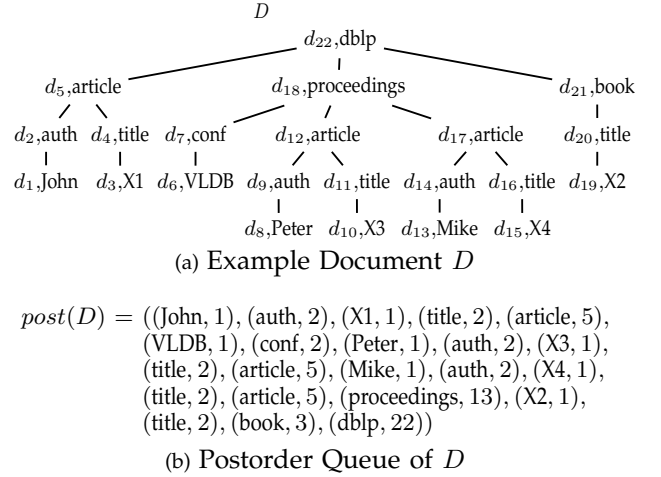 D
d22,dblp
d5,article d18,proceedings d21,book
d2,auth d4,title d7,conf d12,article d17,article d20,title
d1,John d3,X1 d6,VLDB d9,auth d11,title d14,auth d16,title d19,X2
d8,Peter d10,X3 d13,Mike d15,X4
(a) Example Document D
post(D) = ((John, 1), (auth, 2), (X1, 1), (title, 2), (article, 5),
(VLDB, 1), (conf, 2), (Peter, 1), (auth, 2), (X3, 1),
(title, 2), (article, 5), (Mike, 1), (auth, 2), (X4, 1),
(title, 2), (article, 5), (proceedings, 13), (X2, 1),
(title, 2), (book, 3), (dblp, 22))
(b) Postorder Queue of D